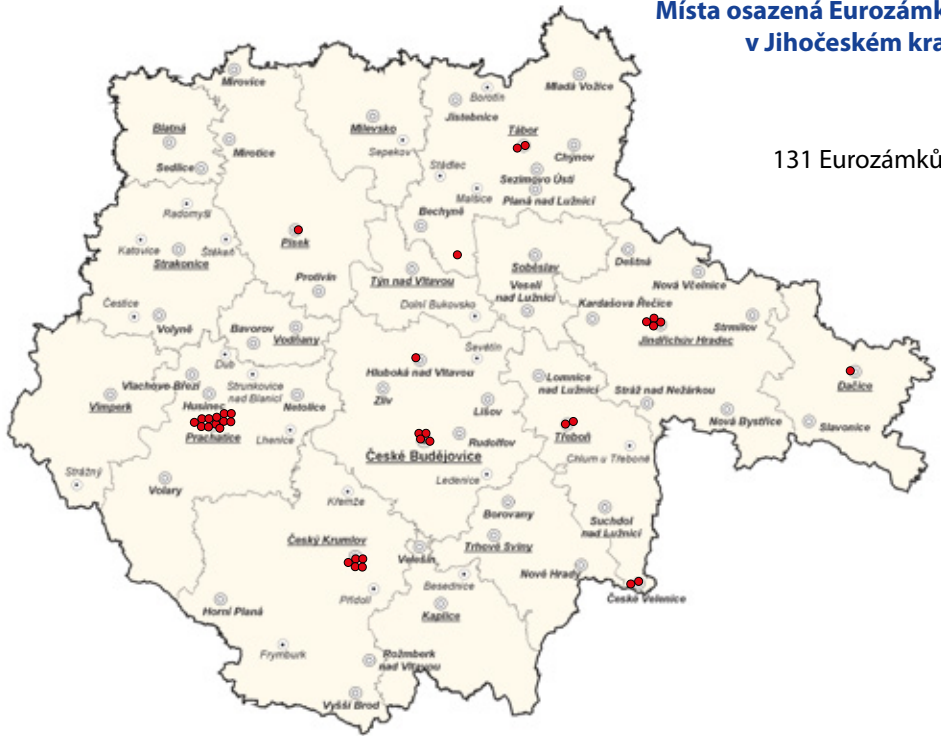 Místa osazená Eurozámk
v Jihočeském kra
131 Eurozámků
Mirovice
Mladá Vožice
Borotín
Jistebnice
Blatná
Milevsko
Tábor
Mirotice
Sepekov
Chýnov
Sedlice
Stádlec
Sezimovo Ústí
Malšice
Planá nad Lužnicí
Radomyšl
Bechyně
Katovice
Štěkeň
Písek
Strakonice
Soběslav
Deštná
Týn nad Vltavou
Protivín
Veselí
nad Lužnicí
Nová Včelnice
Dolní Bukovsko
Kardašova Řečice
Čestice
Volyně
Bavorov
Vodňany
Strmilov
Jindřichův Hradec
Ševětín
Dub
Hluboká nad Vltavou
Lomnice
nad Lužnicí
Dačice
Vlachovo Březí
Strunkovice
nad Blanicí
Vimperk
Husinec
Netolice
Zliv
Lišov
Stráž nad Nežárkou
Nová Bystřice
Slavonice
Prachatice
Lhenice
Rudolfov
Třeboň
České Budějovice
Chlum u Třeboně
Strážný
Volary
Ledenice
Křemže
Borovany
Suchdol
nad Lužnicí
Český Krumlov
Trhové Sviny
Velešín
Nové Hrady
Besednice
České Velenice
Přídolí
Horní Planá
Kaplice
Frymburk
Rožmberk
nad Vltavou
Vyšší Brod